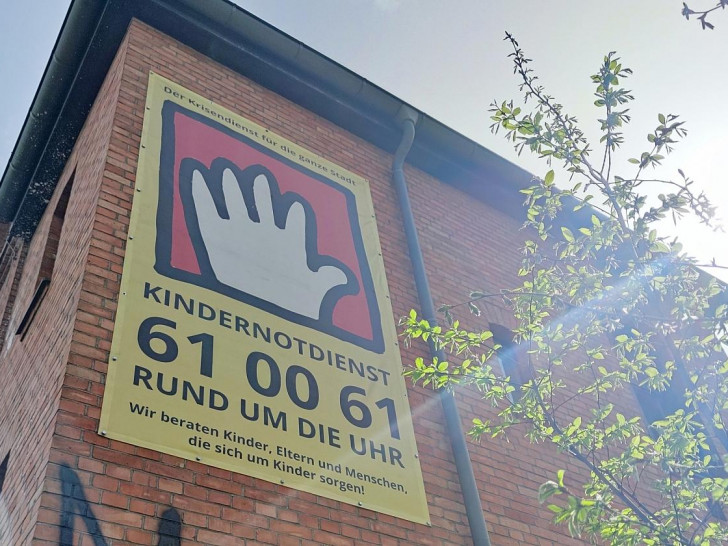 Der Krisendienst für die ganze Stadt
KINDERNOTDIENST
61 00 61
RUND UM DIE UHR
Wir beraten Kinder, Eltern und Menschen,
die sich um Kinder sorgen!